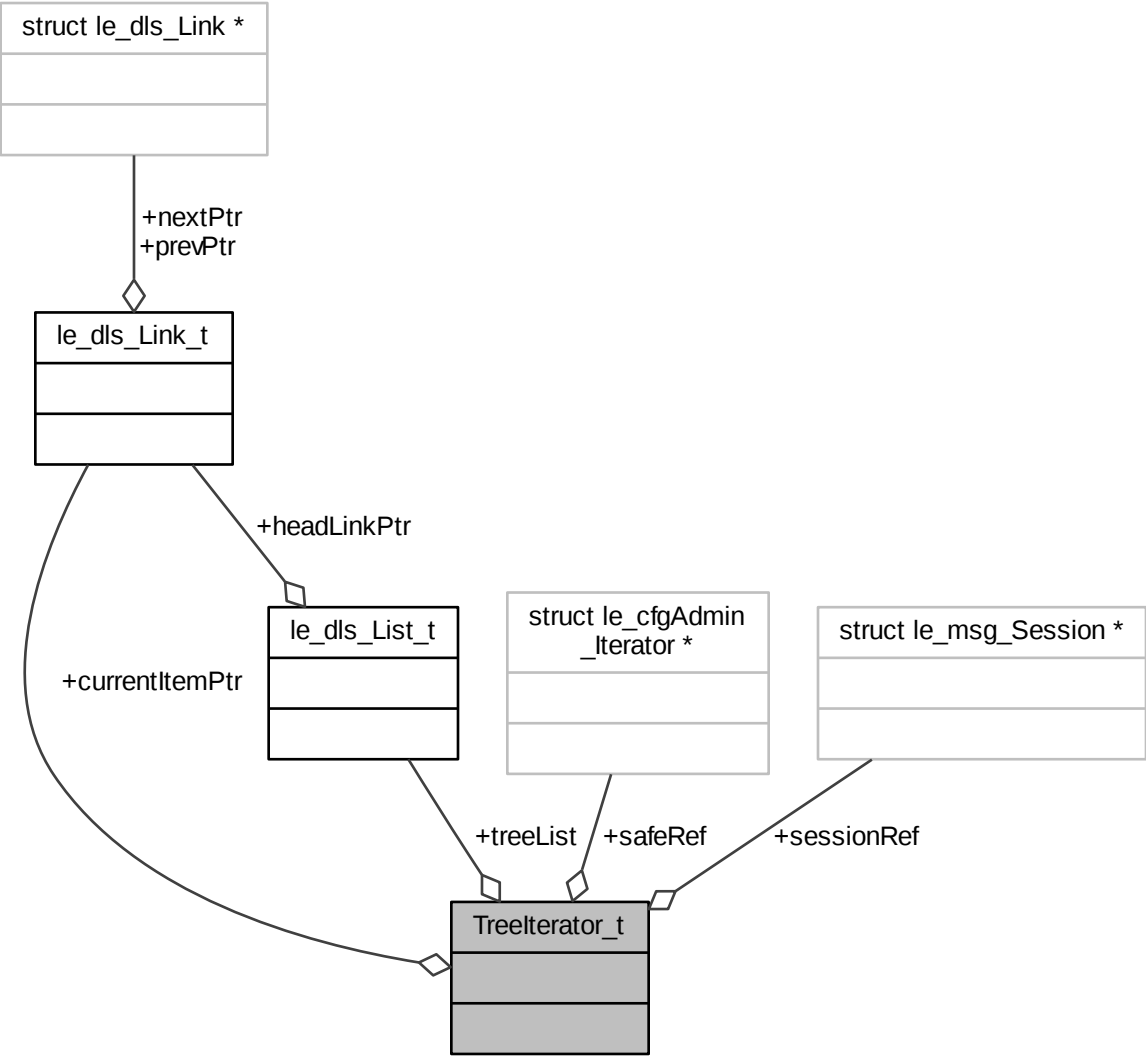 struct le_dls_Link *
+nextPtr
+prevPtr
le_dls_Link_t
+headLinkPtr
le_dls_List_t
struct le_cfgAdmin
_Iterator *
struct le_msg_Session *
+currentItemPtr
+treeList
+safeRef
+sessionRef
TreeIterator_t